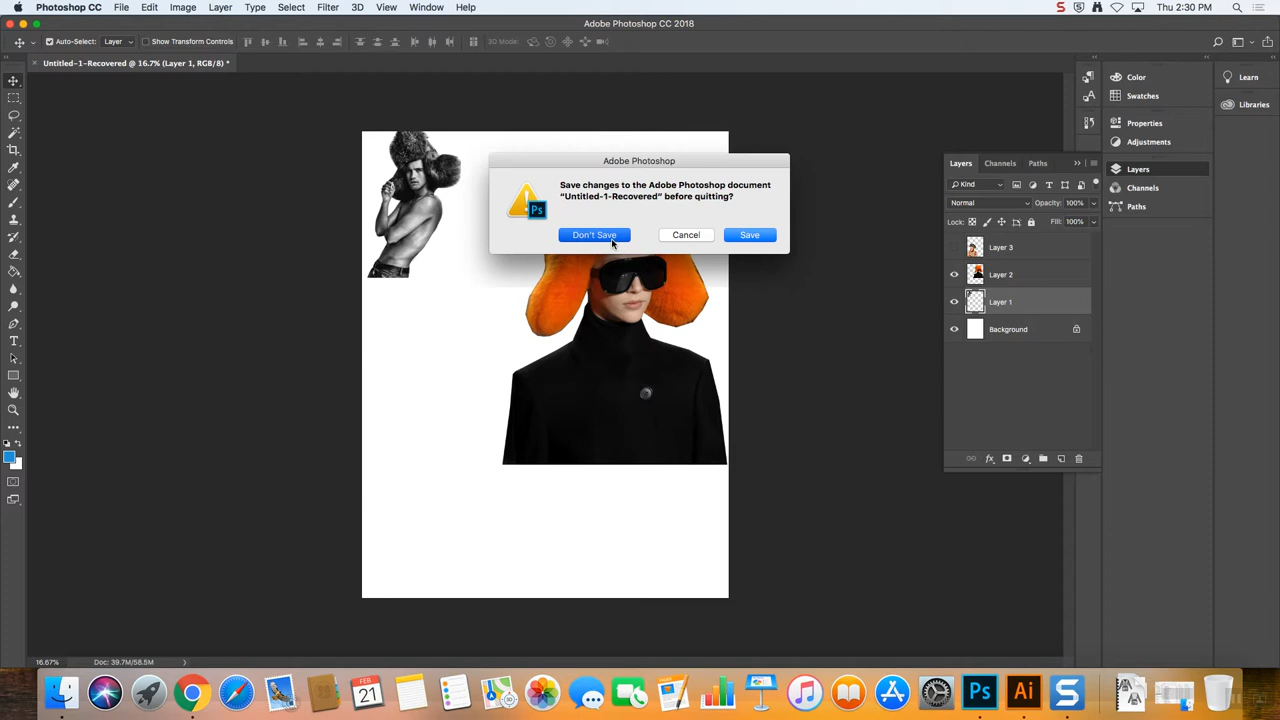 Photoshop CC File Edit Image Layer Type Select Filter 3D View Window Help Thu 2:30 PM
Adobe Photoshop CC 2018
Auto-Select: Layer Show Transform Controls 3D Mode:
Untitled-1-Recovered @ 16.7% (Layer 1, RGB/8) *
Color
Swatches
Properties
Adjustments
Layers
Channels
Paths
Learn
Libraries
Adobe Photoshop
Save changes to the Adobe Photoshop document
“Untitled-1-Recovered” before quitting?
Don't Save Cancel Save
Layers Channels Paths
Kind
Normal Opacity: 100%
Lock: Fill: 100%
Layer 3
Layer 2
Layer 1
Background
fx
16.67% Doc: 39.7M/58.5M
FEB
21
Ps Ai S